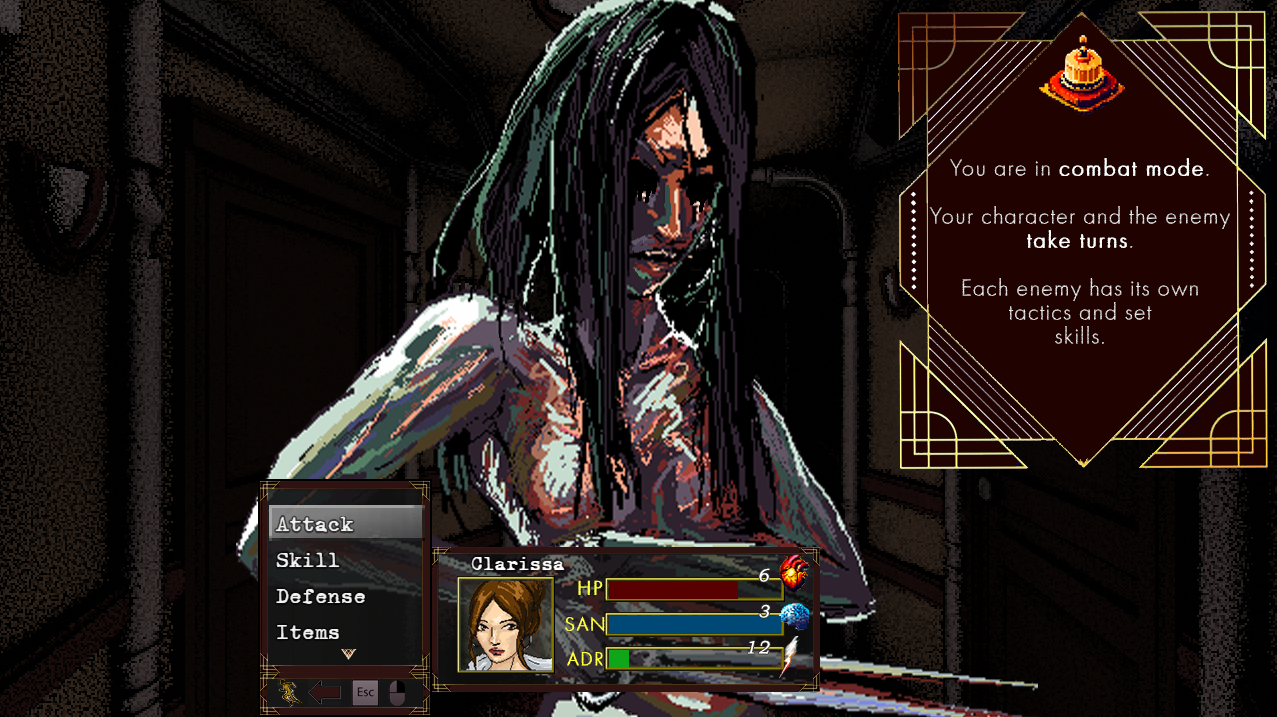 You are in combat mode.
Your character and the enemy
take turns.
Each enemy has its own
tactics and set
skills.
Attack
Skill
Defense
Items
Esc
Clarissa
HP 6
SAN 3
ADR 12